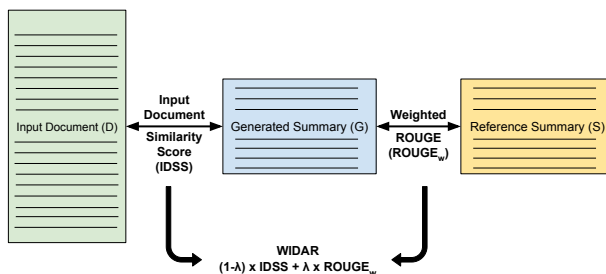 Input Document (D)
Input
Document
Similarity
Score
(IDSS)
Generated Summary (G)
Weighted
ROUGE
(ROUGEw)
Reference Summary (S)
WIDAR
(1-λ) x IDSS + λ x ROUGEw